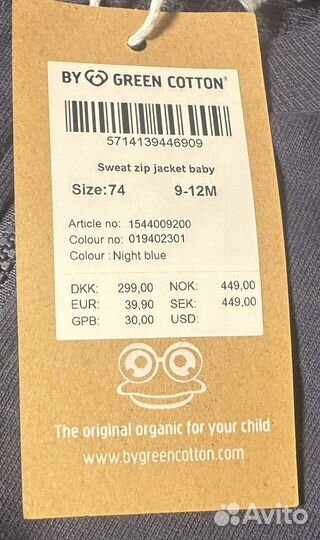 BY GREEN COTTON®
5714139446909
Sweat zip jacket baby
Size:74 9-12M
Article no: 1544009200
Colour no: 019402301
Colour : Night blue
DKK: 299,00 NOK: 449,00
EUR: 39,90 SEK: 449,00
GPB: 30,00 USD:
The original organic for your child
www.bygreencotton.com
Avito